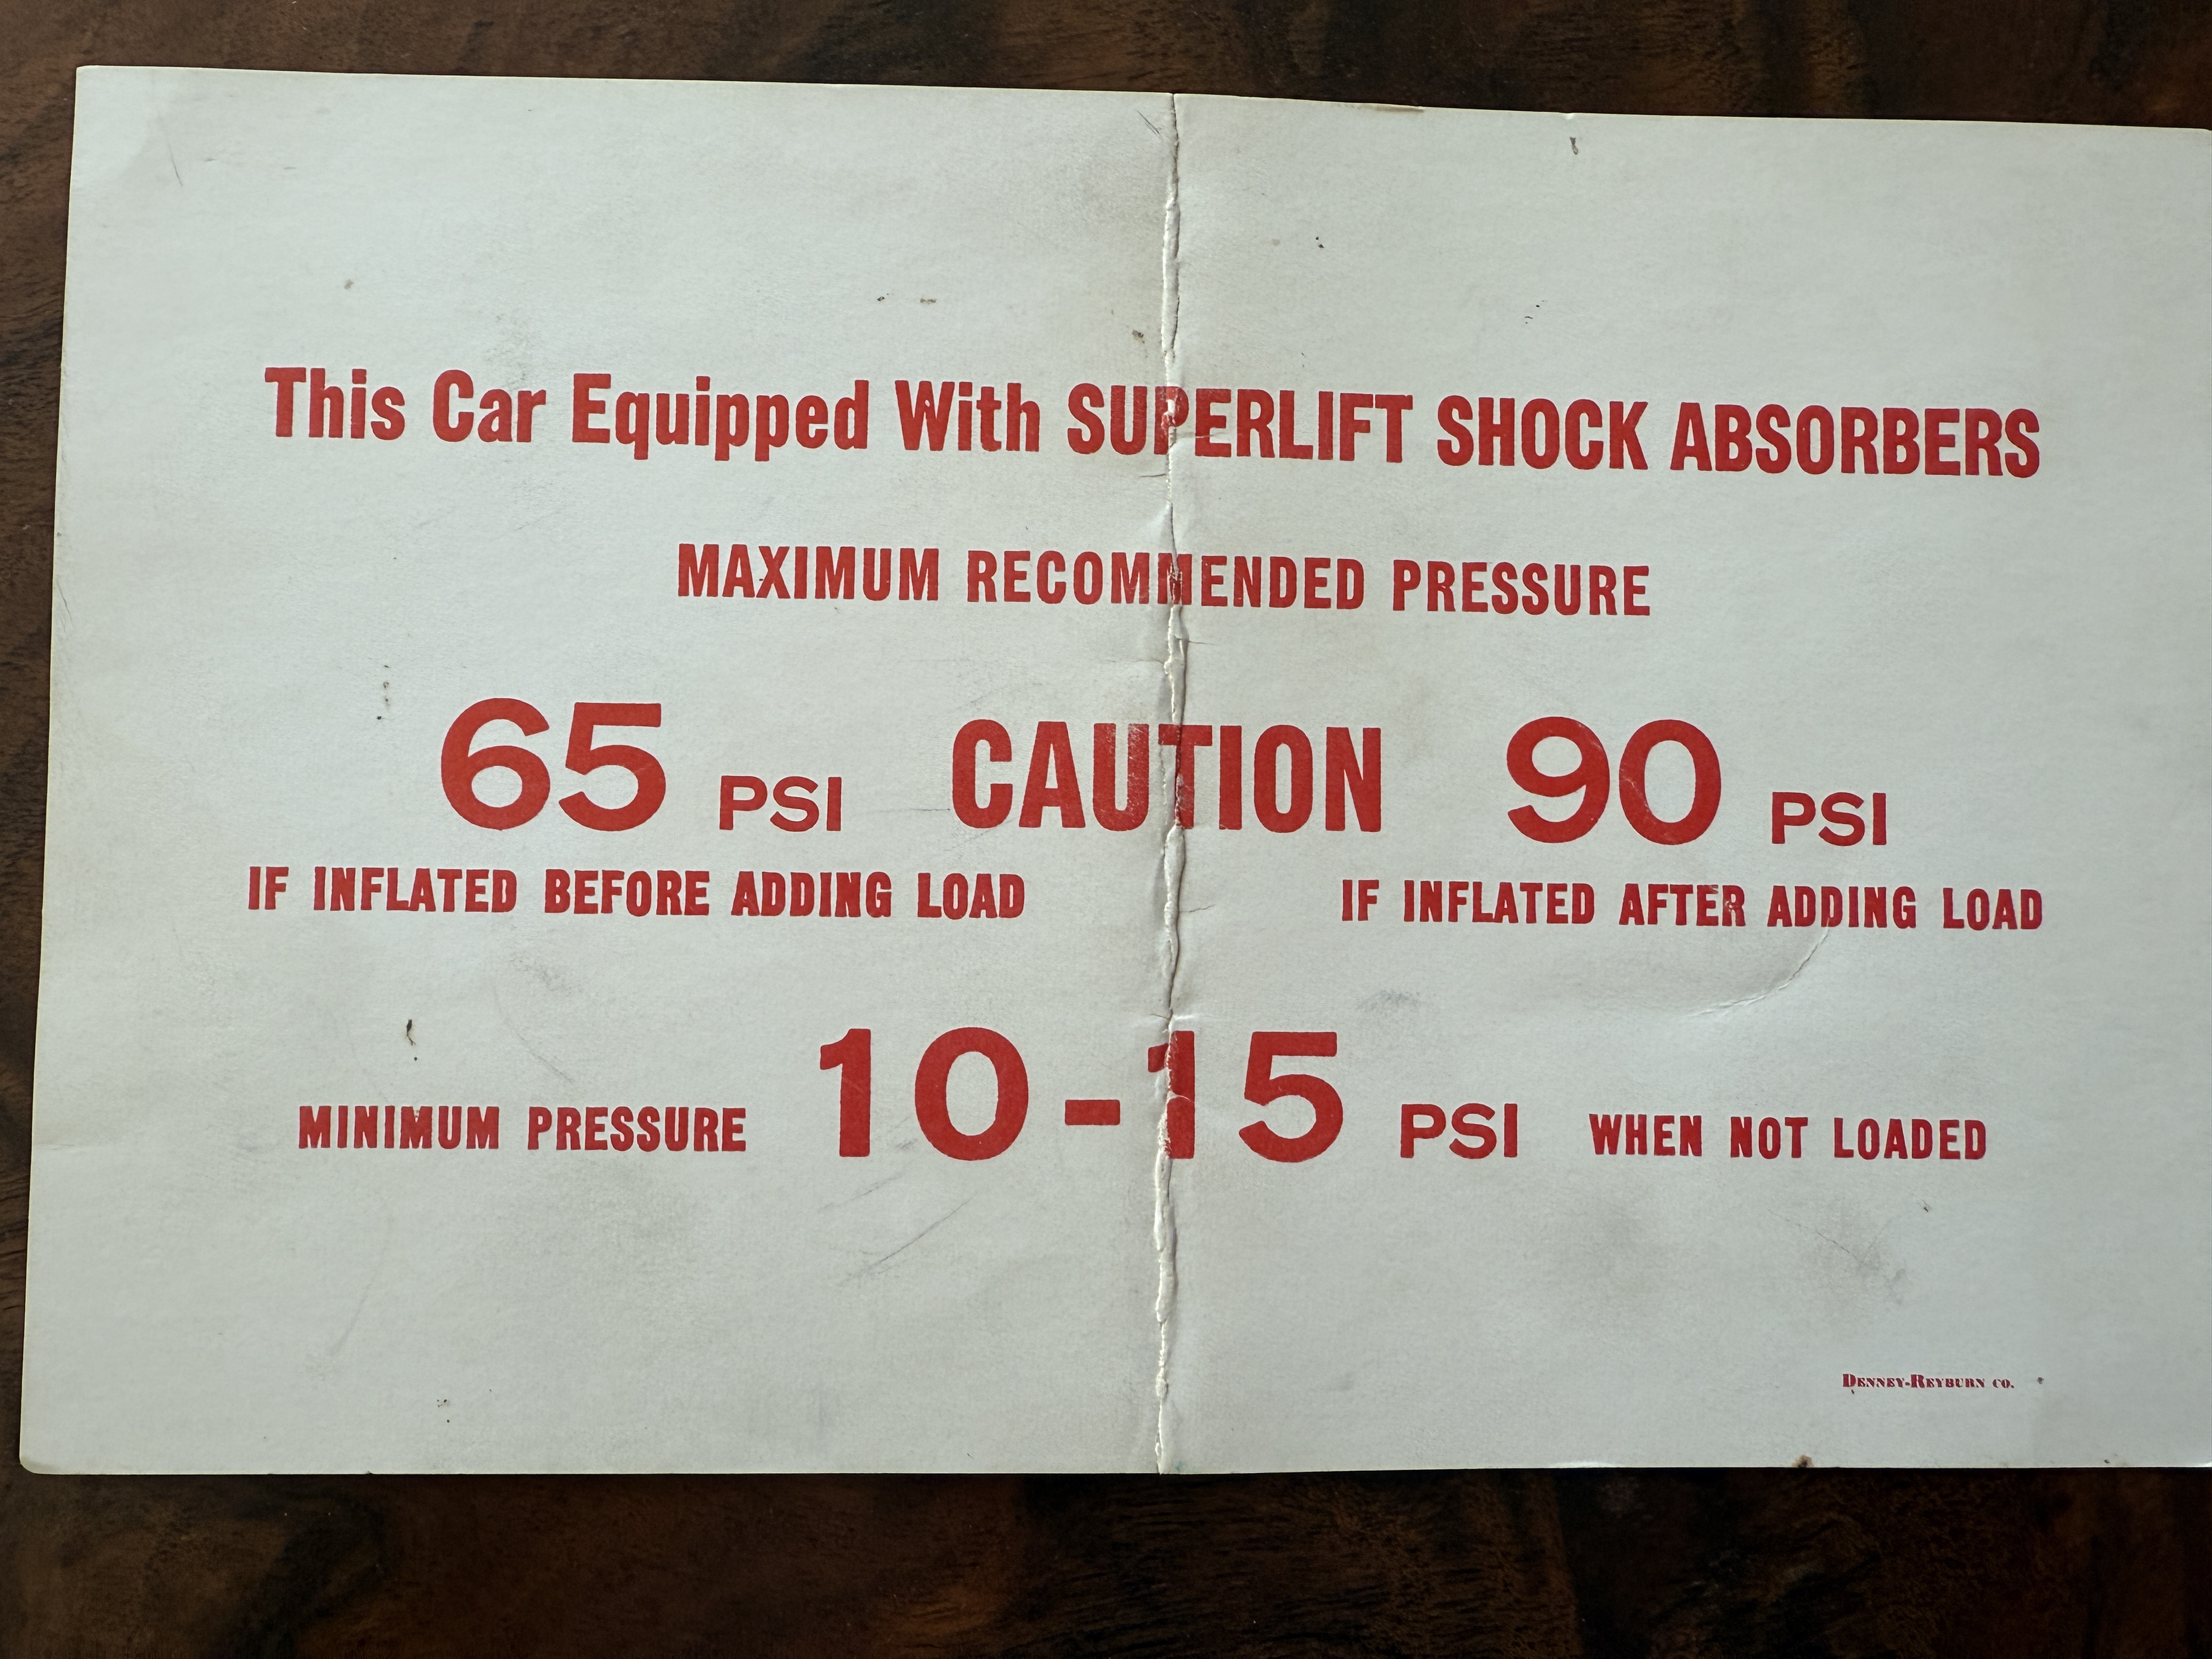 This Car Equipped With SUPERLIFT SHOCK ABSORBERS
MAXIMUM RECOMMENDED PRESSURE
65 PSI CAUTION 90 PSI
IF INFLATED BEFORE ADDING LOAD IF INFLATED AFTER ADDING LOAD
MINIMUM PRESSURE 10-15 PSI WHEN NOT LOADED
DENNEY-REYBURN CO.